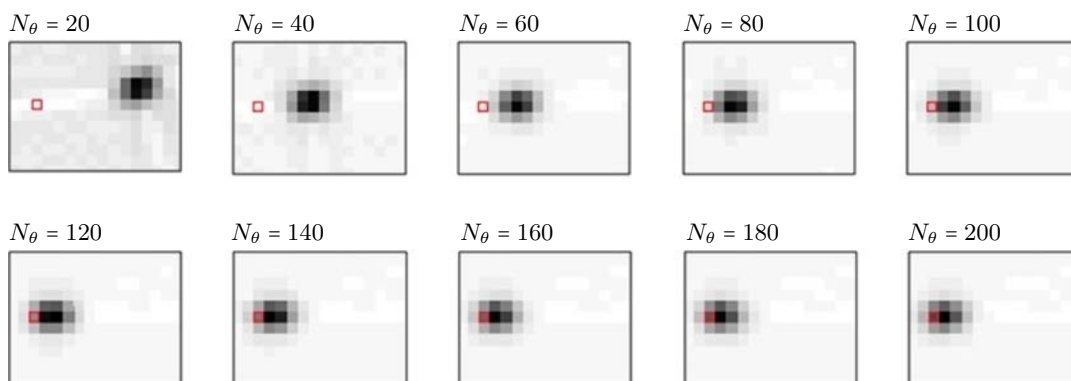 N_θ = 20
N_θ = 40
N_θ = 60
N_θ = 80
N_θ = 100
N_θ = 120
N_θ = 140
N_θ = 160
N_θ = 180
N_θ = 200